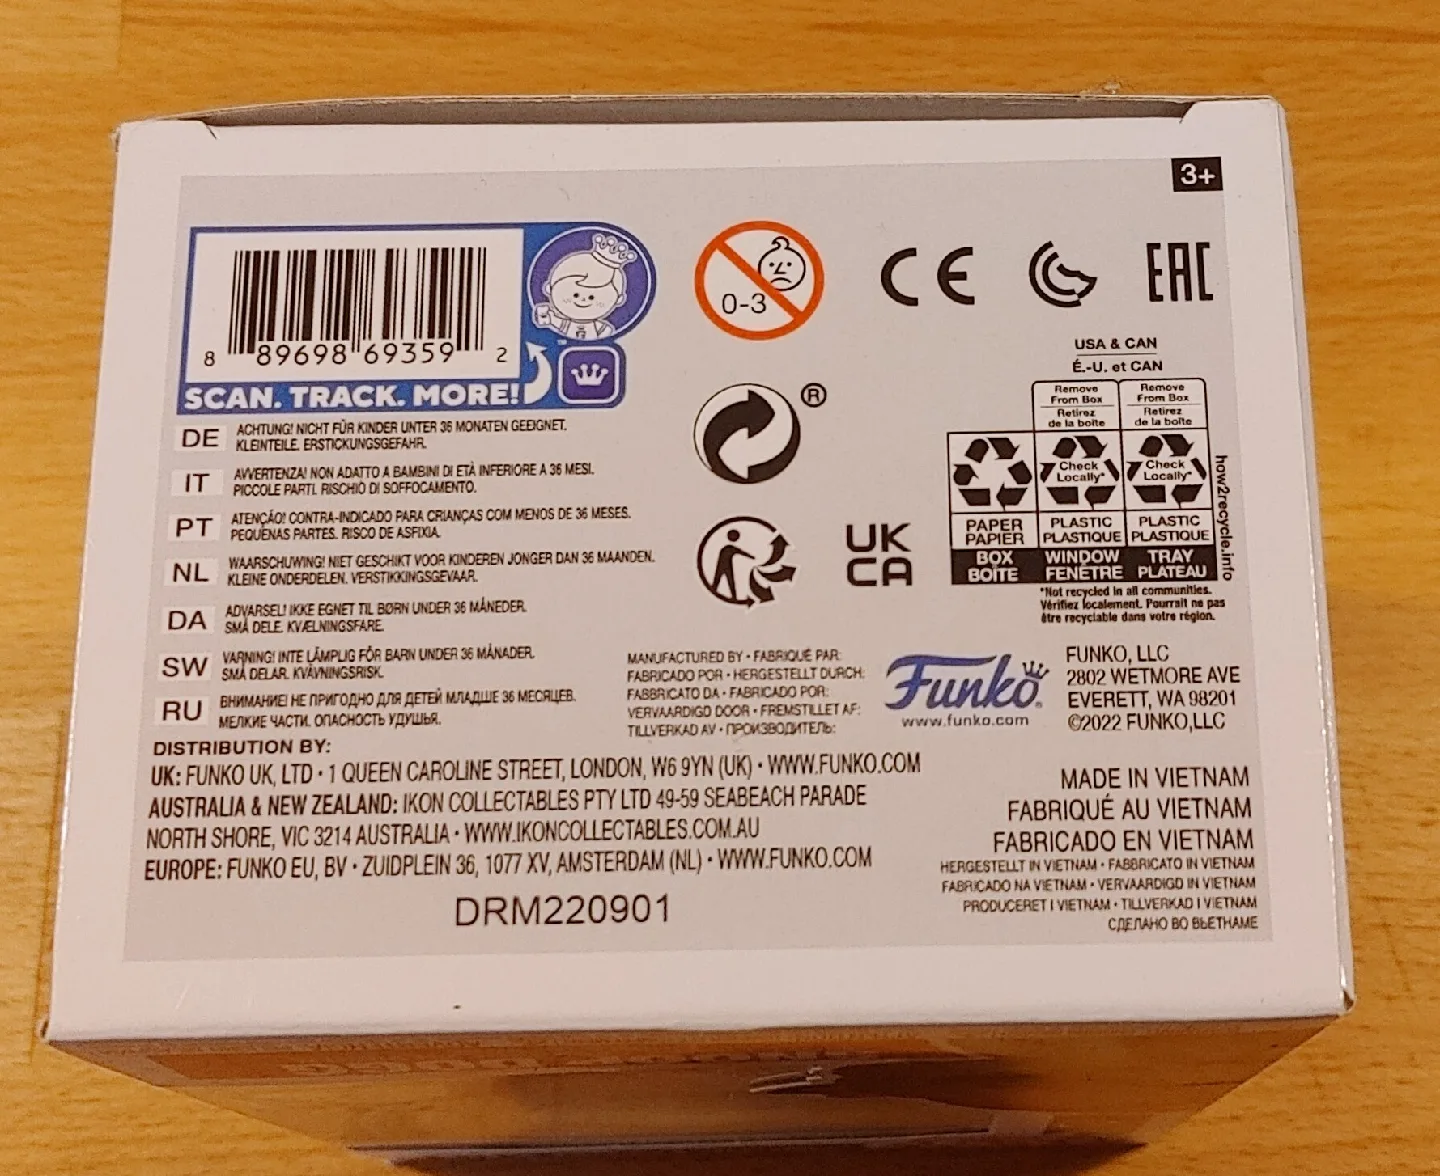 3+
8 89698 69359 2
SCAN. TRACK. MORE!
0-3
CE
EAC
®
UK
CA
USA & CAN
É.-U. et CAN
Remove
From Box
Retirez
de la boîte
Remove
From Box
Retirez
de la boîte
Check
Locally*
Check
Locally*
PAPER
PAPIER
PLASTIC
PLASTIQUE
PLASTIC
PLASTIQUE
BOX
BOÎTE
WINDOW
FENÊTRE
TRAY
PLATEAU
how2recycle.info
*Not recycled in all communities.
Vérifiez localement. Pourrait ne pas
être recyclable dans votre région.
DE ACHTUNG! NICHT FÜR KINDER UNTER 36 MONATEN GEEIGNET.
KLEINTEILE. ERSTICKUNGSGEFAHR.
IT AVVERTENZA! NON ADATTO A BAMBINI DI ETÀ INFERIORE A 36 MESI.
PICCOLE PARTI. RISCHIO DI SOFFOCAMENTO.
PT ATENÇÃO! CONTRA-INDICADO PARA CRIANÇAS COM MENOS DE 36 MESES.
PEQUENAS PARTES. RISCO DE ASFIXIA.
NL WAARSCHUWING! NIET GESCHIKT VOOR KINDEREN JONGER DAN 36 MAANDEN.
KLEINE ONDERDELEN. VERSTIKKINGSGEVAAR.
DA ADVARSEL! IKKE EGNET TIL BØRN UNDER 36 MÅNEDER.
SMÅ DELE. KVÆLNINGSFARE.
SW VARNING! INTE LÄMPLIG FÖR BARN UNDER 36 MÅNADER.
SMÅ DELAR. KVÄVNINGSRISK.
RU ВНИМАНИЕ! НЕ ПРИГОДНО ДЛЯ ДЕТЕЙ МЛАДШЕ 36 МЕСЯЦЕВ.
МЕЛКИЕ ЧАСТИ. ОПАСНОСТЬ УДУШЬЯ.
MANUFACTURED BY • FABRIQUÉ PAR:
FABRICADO POR • HERGESTELLT DURCH:
FABBRICATO DA • FABRICADO POR:
VERVAARDIGD DOOR • FREMSTILLET AF:
TILLVERKAD AV • ПРОИЗВОДИТЕЛЬ:
Funko®
www.funko.com
FUNKO, LLC
2802 WETMORE AVE
EVERETT, WA 98201
©2022 FUNKO,LLC
DISTRIBUTION BY:
UK: FUNKO UK, LTD • 1 QUEEN CAROLINE STREET, LONDON, W6 9YN (UK) • WWW.FUNKO.COM
AUSTRALIA & NEW ZEALAND: IKON COLLECTABLES PTY LTD 49-59 SEABEACH PARADE
NORTH SHORE, VIC 3214 AUSTRALIA • WWW.IKONCOLLECTABLES.COM.AU
EUROPE: FUNKO EU, BV • ZUIDPLEIN 36, 1077 XV, AMSTERDAM (NL) • WWW.FUNKO.COM
DRM220901
MADE IN VIETNAM
FABRIQUÉ AU VIETNAM
FABRICADO EN VIETNAM
HERGESTELLT IN VIETNAM • FABBRICATO IN VIETNAM
FABRICADO NA VIETNAM • VERVAARDIGD IN VIETNAM
PRODUCERET I VIETNAM • TILLVERKAD I VIETNAM
СДЕЛАНО ВО ВЬЕТНАМЕ